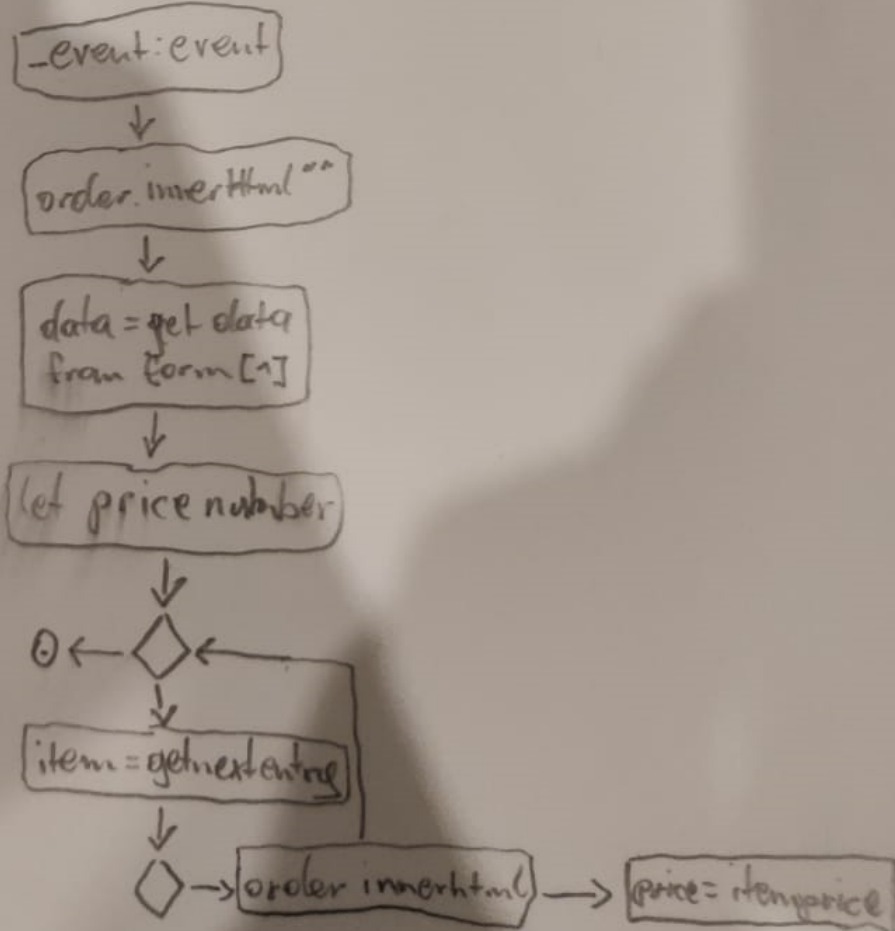 _event:event
order.innerHtml""
data = get data
from form [1]
let price number
item = getnextentry
order innerhtml
price = itemprice